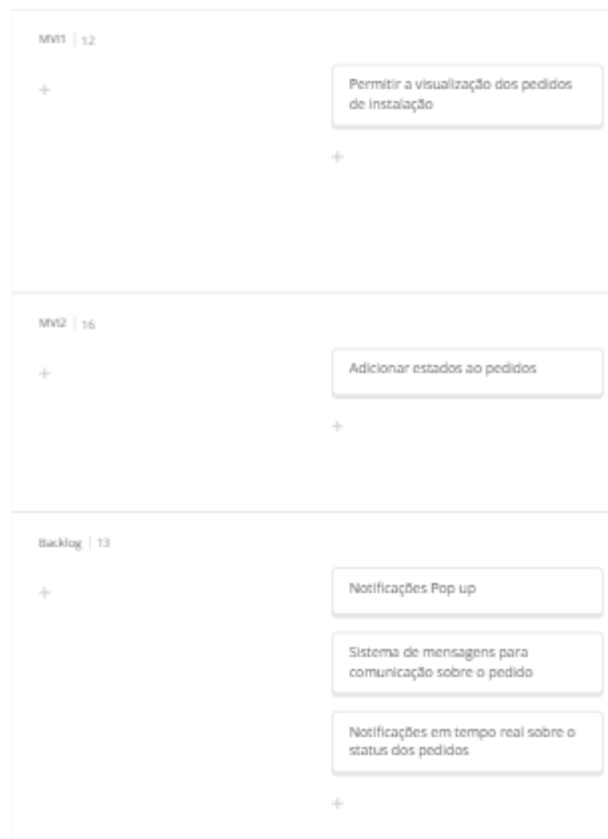 MVI1 | 12
Permitir a visualização dos pedidos
de instalação
MVI2 | 16
Adicionar estados ao pedidos
Backlog | 13
Notificações Pop up
Sistema de mensagens para
comunicação sobre o pedido
Notificações em tempo real sobre o
status dos pedidos